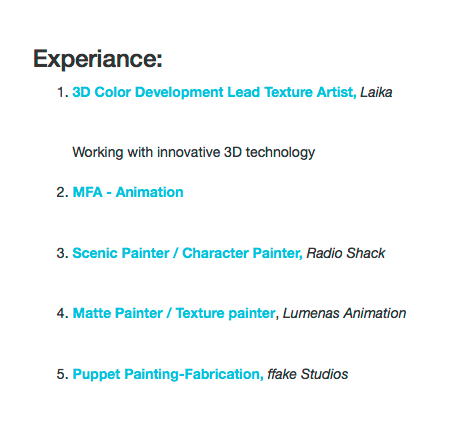 Experiance:
1. 3D Color Development Lead Texture Artist, Laika
Working with innovative 3D technology
2. MFA - Animation
3. Scenic Painter / Character Painter, Radio Shack
4. Matte Painter / Texture painter, Lumenas Animation
5. Puppet Painting-Fabrication, ffake Studios